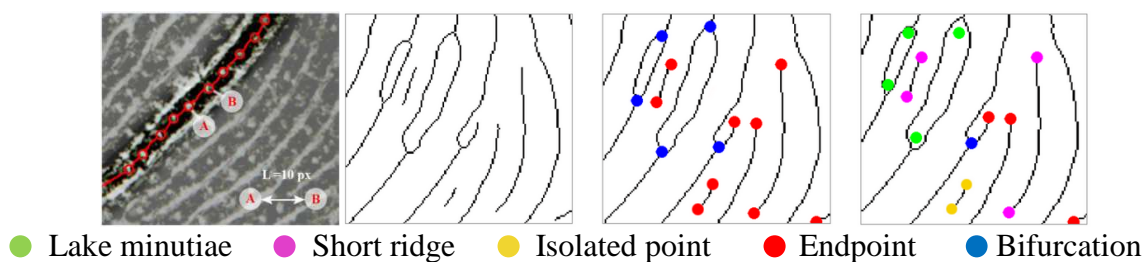 B
A
L=10 px
A B
Lake minutiae Short ridge Isolated point Endpoint Bifurcation